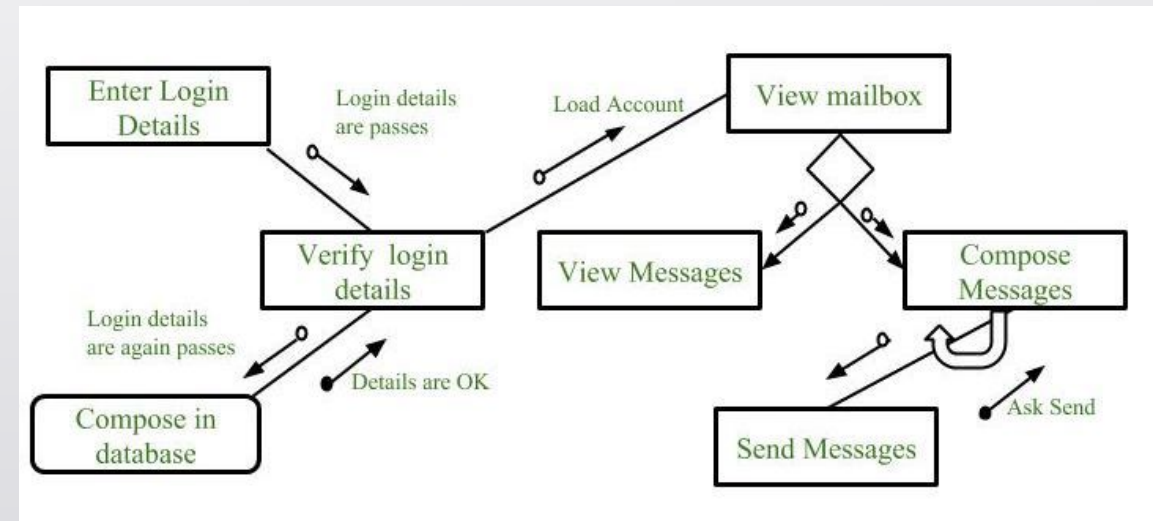 Enter Login
Details
Login details
are passes
Load Account
View mailbox
Verify login
details
View Messages
Compose
Messages
Login details
are again passes
Details are OK
Compose in
database
Ask Send
Send Messages